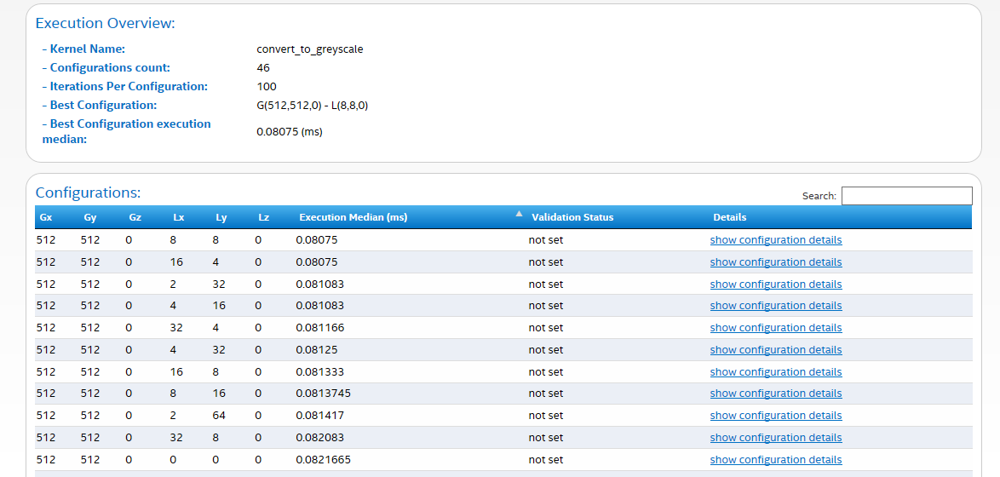 Execution Overview:
- Kernel Name: convert_to_greyscale
- Configurations count: 46
- Iterations Per Configuration: 100
- Best Configuration: G(512,512,0) - L(8,8,0)
- Best Configuration execution
median: 0.08075 (ms)
Configurations:
Search:
Gx Gy Gz Lx Ly Lz Execution Median (ms) Validation Status Details
512 512 0 8 8 0 0.08075 not set show configuration details
512 512 0 16 4 0 0.08075 not set show configuration details
512 512 0 2 32 0 0.081083 not set show configuration details
512 512 0 4 16 0 0.081083 not set show configuration details
512 512 0 32 4 0 0.081166 not set show configuration details
512 512 0 4 32 0 0.08125 not set show configuration details
512 512 0 16 8 0 0.081333 not set show configuration details
512 512 0 8 16 0 0.0813745 not set show configuration details
512 512 0 2 64 0 0.081417 not set show configuration details
512 512 0 32 8 0 0.082083 not set show configuration details
512 512 0 0 0 0 0.0821665 not set show configuration details